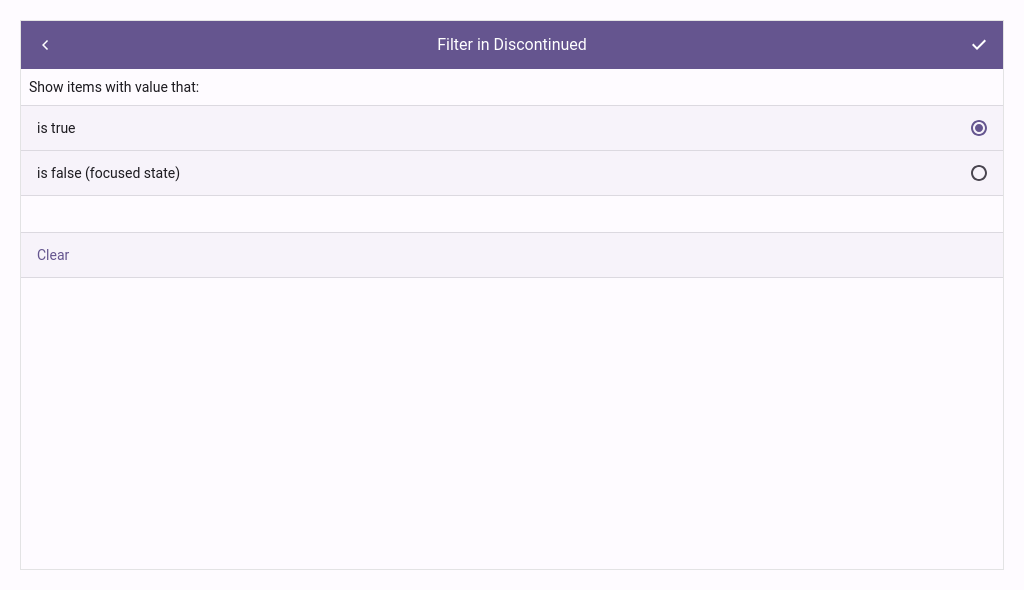 Filter in Discontinued
Show items with value that:
is true
is false (focused state)
Clear